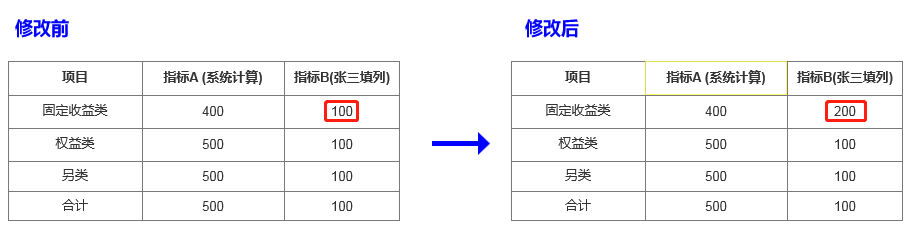 修改前
项目 指标A (系统计算) 指标B(张三填列)
固定收益类 400 100
权益类 500 100
另类 500 100
合计 500 100
修改后
项目 指标A (系统计算) 指标B(张三填列)
固定收益类 400 200
权益类 500 100
另类 500 100
合计 500 100